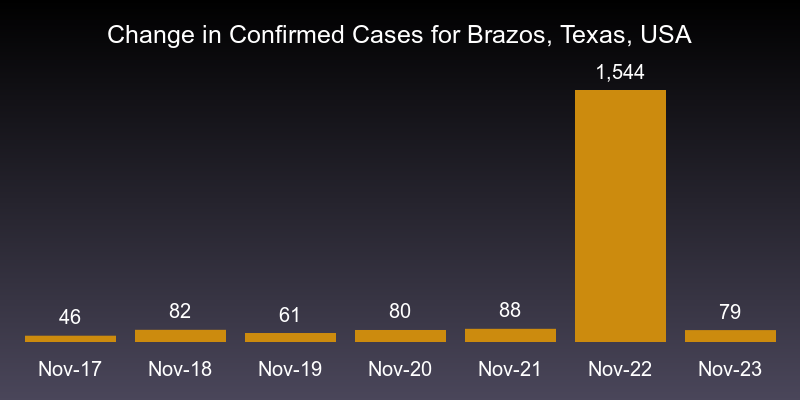 Change in Confirmed Cases for Brazos, Texas, USA
1,544
46 82 61 80 88 79
Nov-17 Nov-18 Nov-19 Nov-20 Nov-21 Nov-22 Nov-23